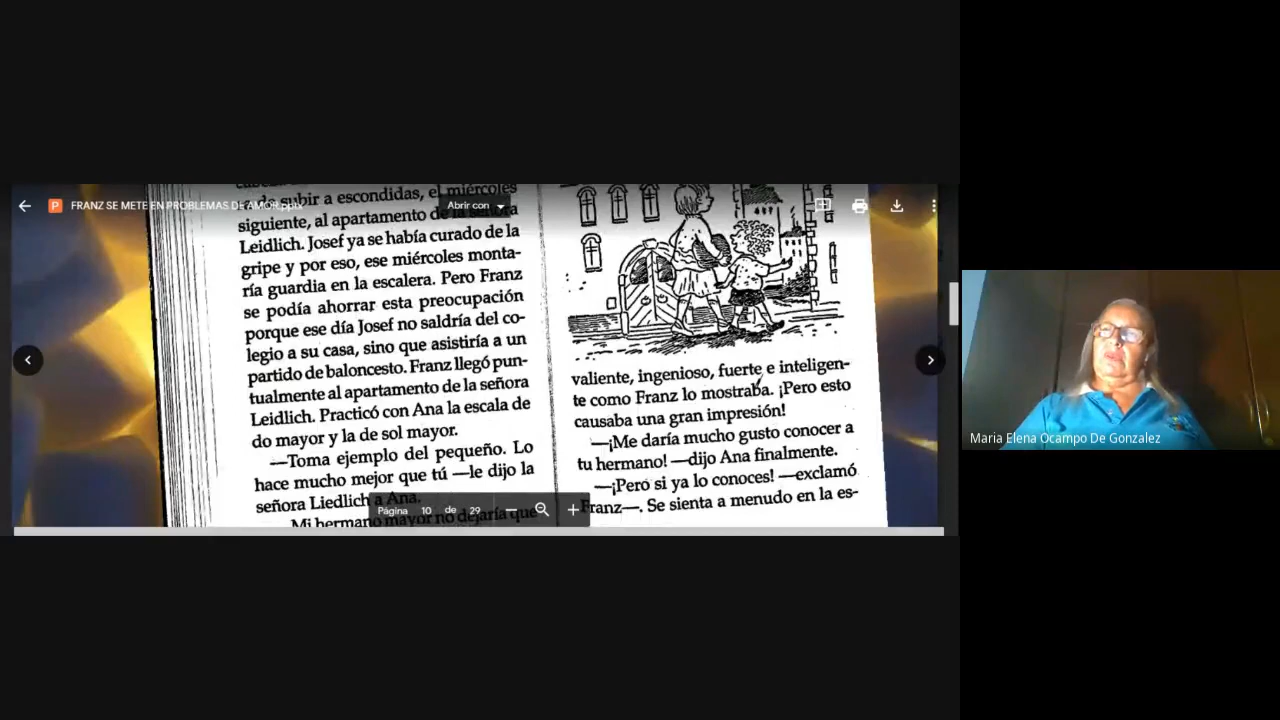 FRANZ SE METE EN PROBLEMAS DE AMOR.pptx
Abrir con
subir a escondidas, el miércoles
siguiente, al apartamento de la señora
Leidlich. Josef ya se había curado de la
gripe y por eso, ese miércoles monta-
ría guardia en la escalera. Pero Franz
se podía ahorrar esta preocupación
porque ese día Josef no saldría del co-
legio a su casa, sino que asistiría a un
partido de baloncesto. Franz llegó pun-
tualmente al apartamento de la señora
Leidlich. Practicó con Ana la escala de
do mayor y la de sol mayor.
—Toma ejemplo del pequeño. Lo
hace mucho mejor que tú —le dijo la
señora Liedlich a Ana.
Mi hermano mayor no dejaría que
valiente, ingenioso, fuerte e inteligen-
te como Franz lo mostraba. ¡Pero esto
causaba una gran impresión!
—¡Me daría mucho gusto conocer a
tu hermano! —dijo Ana finalmente.
—¡Pero si ya lo conoces! —exclamó
Franz—. Se sienta a menudo en la es-
Página 10 de 29
Maria Elena Ocampo De Gonzalez